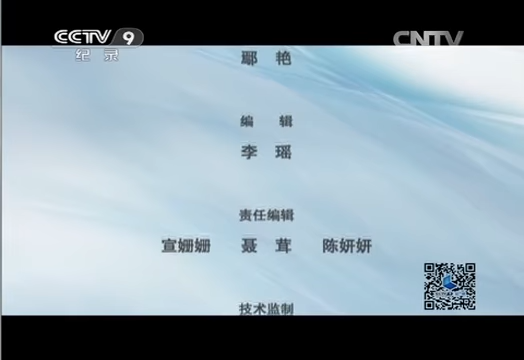 CCTV 9
纪录
CNTV
鄢 艳
编 辑
李 瑶
责任编辑
宣姗姗 聂 茸 陈妍妍
技术监制